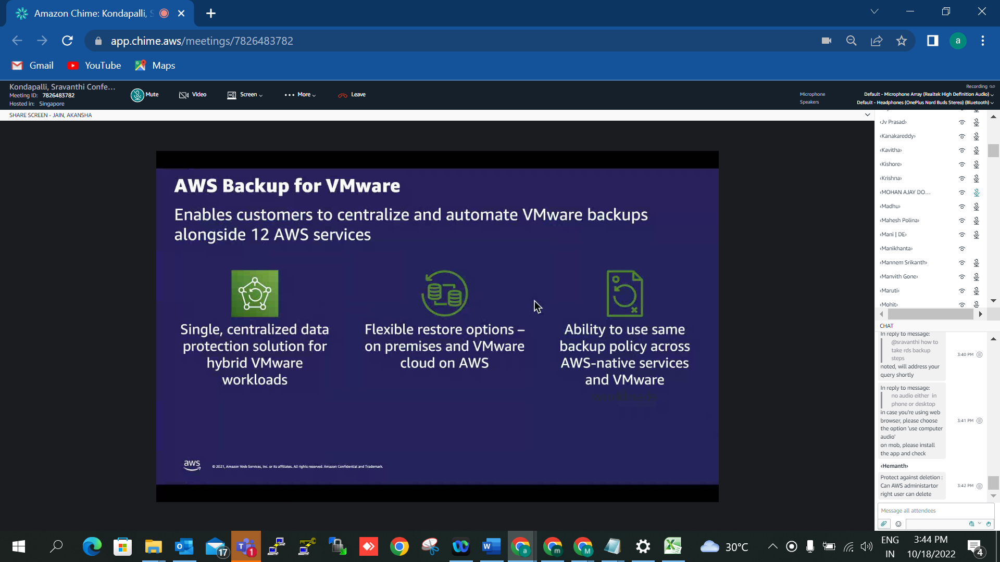 Amazon Chime: Kondapalli, S
app.chime.aws/meetings/7826483782
a
Gmail
YouTube
Maps
Kondapalli, Sravanthi Confe...
Meeting ID: 7826483782
Hosted in: Singapore
Mute
Video
Screen
More
Leave
Recording
Microphone
Default - Microphone Array (Realtek High Definition Audio)
Speakers
Default - Headphones (OnePlus Nord Buds Stereo) (Bluetooth)
SHARE SCREEN - JAIN, AKANSHA
AWS Backup for VMware
Enables customers to centralize and automate VMware backups
alongside 12 AWS services
Single, centralized data
protection solution for
hybrid VMware
workloads
Flexible restore options –
on premises and VMware
cloud on AWS
Ability to use same
backup policy across
AWS-native services
and VMware
aws
© 2021, Amazon Web Services, Inc. or its affiliates. All rights reserved. Amazon Confidential and Trademark.
‹Jv Prasad›
‹Kanakareddy›
‹Kavitha›
‹Kishore›
‹Krishna›
‹MOHAN AJAY DO...
‹Madhu›
‹Mahesh Polina›
‹Mani | DE›
‹Manikhanta›
‹Mannem Srikanth›
‹Manvith Gone›
‹Maruti›
‹Mohit›
CHAT
In reply to message:
@sravanthi how to
take rds backup
steps
noted, will address your
query shortly
3:40 PM
In reply to message:
no audio either in
phone or desktop
in case you're using web
browser, please choose
the option 'use computer
audio'
on mob, please install
the app and check
3:41 PM
‹Hemanth›
Protect against deletion :
Can AWS administartor
right user can delete
3:42 PM
Message all attendees
17
1
a
m
M
30°C
ENG
IN
3:44 PM
10/18/2022
4